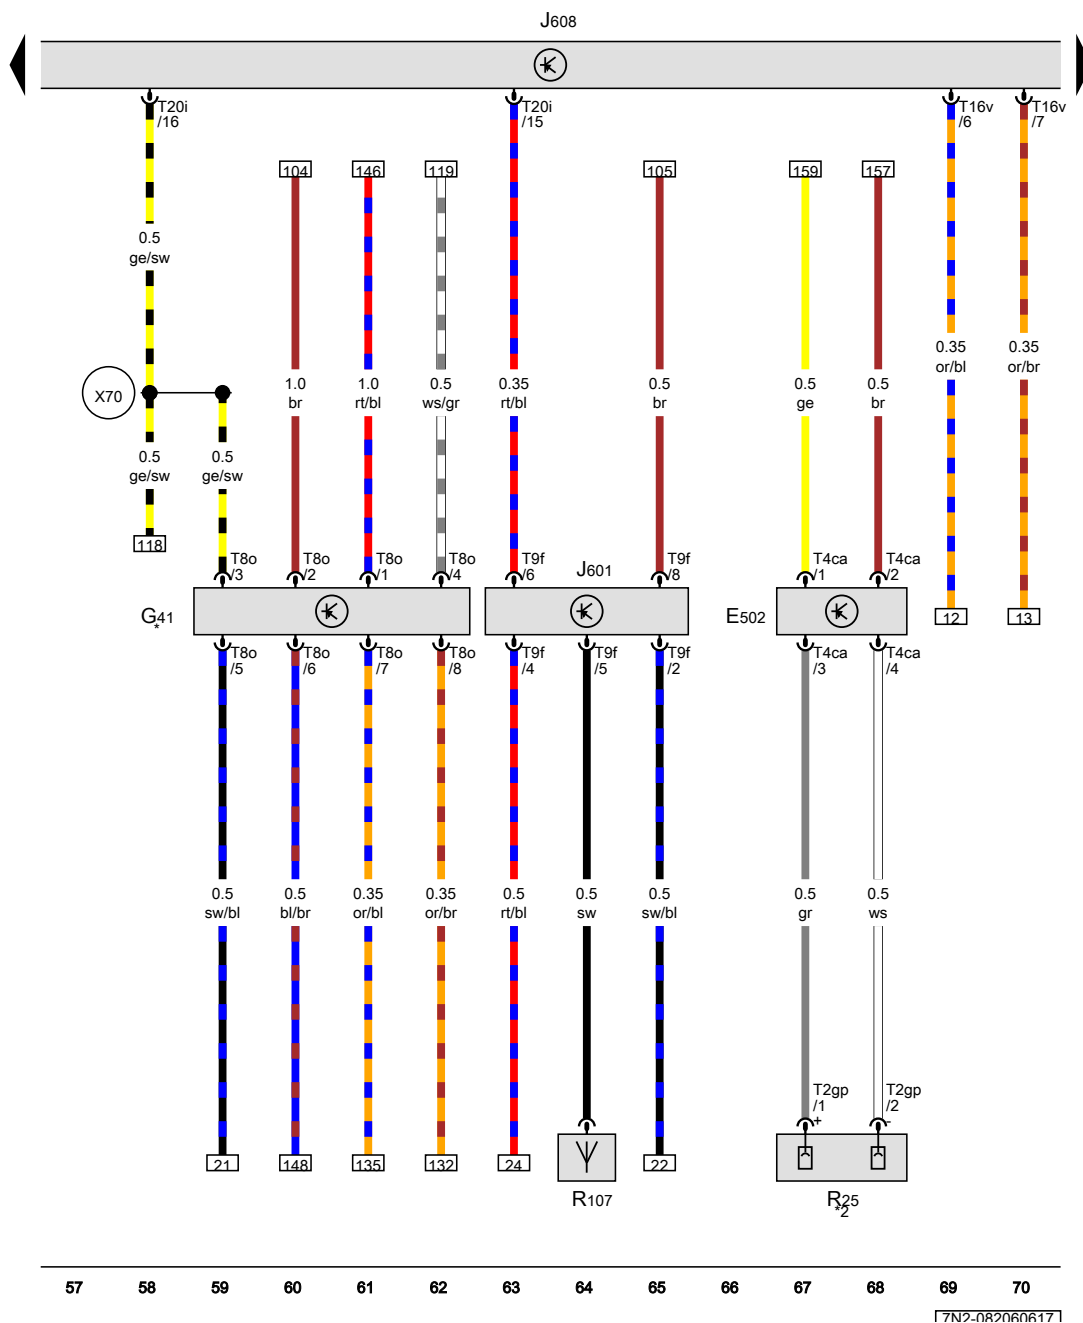 J608
T20i
/16
T20i
/15
T16v
/6
T16v
/7
104
146
119
105
159
157
0.5
ge/sw
0.35
or/bl
0.35
or/br
X70
1.0
br
1.0
rt/bl
0.5
ws/gr
0.35
rt/bl
0.5
br
0.5
ge
0.5
br
0.5
ge/sw
0.5
ge/sw
118
T8o
/3
T8o
/2
T8o
/1
T8o
/4
T9f
/6
J601
T9f
/8
T4ca
/1
T4ca
/2
G41
*
E502
12
13
T8o
/5
T8o
/6
T8o
/7
T8o
/8
T9f
/4
T9f
/5
T9f
/2
T4ca
/3
T4ca
/4
0.5
sw/bl
0.5
bl/br
0.35
or/bl
0.35
or/br
0.5
rt/bl
0.5
sw
0.5
sw/bl
0.5
gr
0.5
ws
T2gp
/1
+
T2gp
/2
-
21
148
135
132
24
22
R107
R25
*2
57 58 59 60 61 62 63 64 65 66 67 68 69 70
7N2-082060617